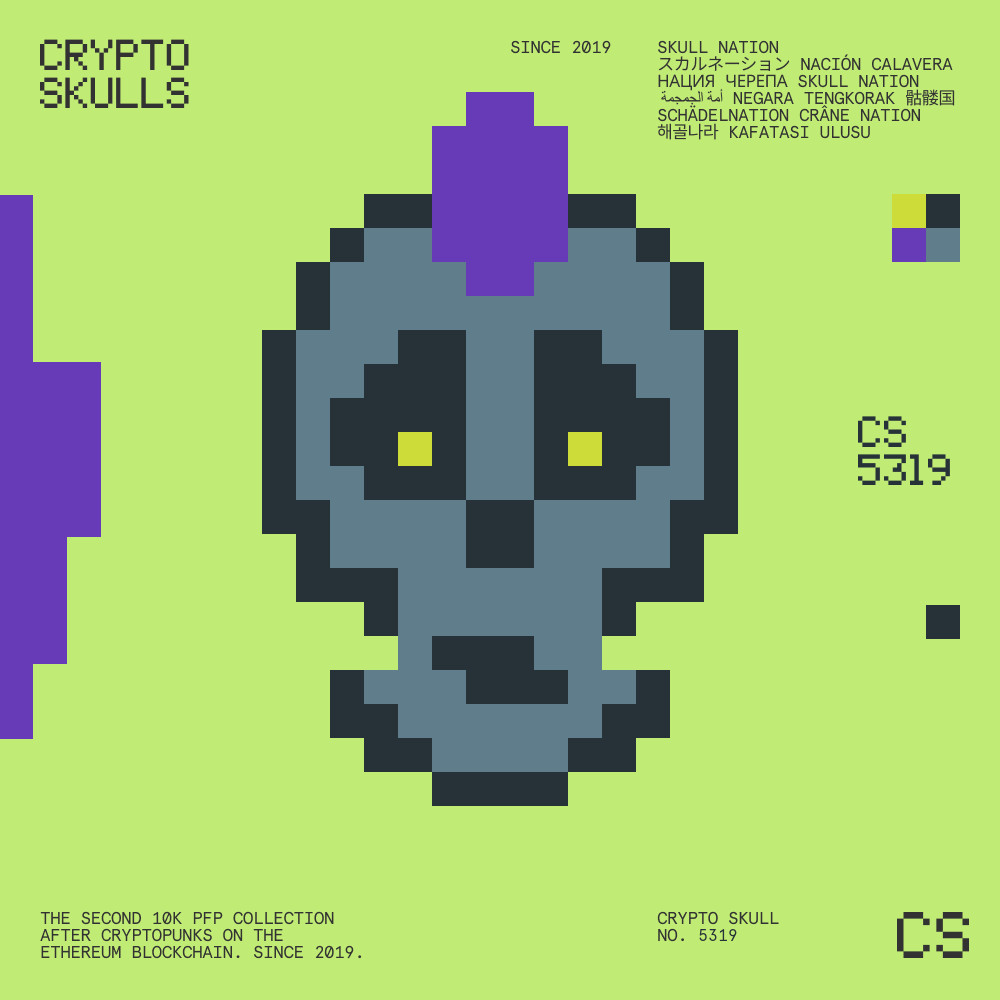 CRYPTO
SKULLS
SINCE 2019
SKULL NATION
スカルネーション NACIÓN CALAVERA
НАЦИЯ ЧЕРЕПА SKULL NATION
أمة الجمجمة NEGARA TENGKORAK 骷髅国
SCHÄDELNATION CRÂNE NATION
해골나라 KAFATASI ULUSU
CS
5319
THE SECOND 10K PFP COLLECTION
AFTER CRYPTOPUNKS ON THE
ETHEREUM BLOCKCHAIN. SINCE 2019.
CRYPTO SKULL
NO. 5319
CS